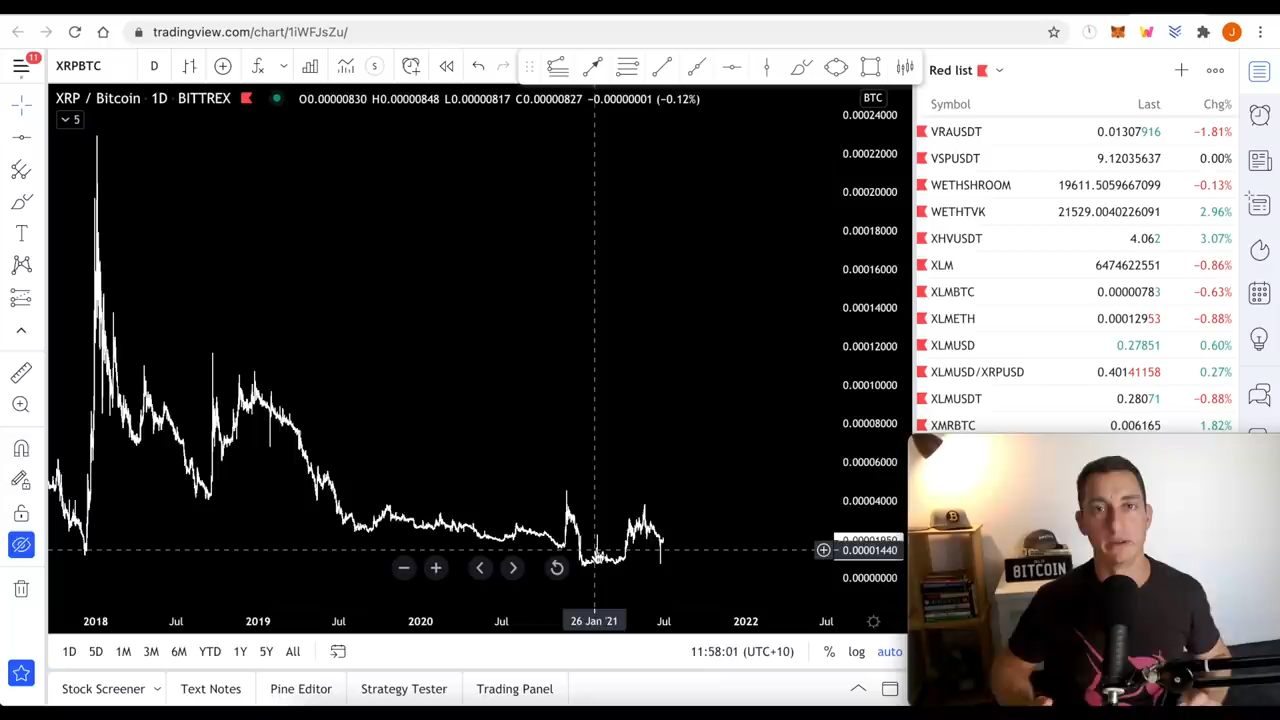 tradingview.com/chart/1iWFJsZu/
J
11
XRPBTC
D
S
Red list
XRP / Bitcoin · 1D · BITTREX
O0.00000830 H0.00000848 L0.00000817 C0.00000827 −0.00000001 (−0.12%)
BTC
5
Symbol Last Chg%
VRAUSDT 0.01307916 −1.81%
VSPUSDT 9.12035637 0.00%
WETHSHROOM 19611.5059667099 −0.13%
WETHTVK 21529.0040226091 2.96%
XHVUSDT 4.062 3.07%
XLM 6474622551 −0.86%
XLMBTC 0.00000783 −0.63%
XLMETH 0.00012953 −0.88%
XLMUSD 0.27851 0.60%
XLMUSD/XRPUSD 0.40141158 0.27%
XLMUSDT 0.28071 −0.88%
XMRBTC 0.006165 1.82%
0.00024000
0.00022000
0.00020000
0.00018000
0.00016000
0.00014000
0.00012000
0.00010000
0.00008000
0.00006000
0.00004000
0.00001440
0.00000000
2018 Jul 2019 Jul 2020 Jul 26 Jan '21 Jul 2022 Jul
1D 5D 1M 3M 6M YTD 1Y 5Y All
11:58:01 (UTC+10) % log auto
Stock Screener Text Notes Pine Editor Strategy Tester Trading Panel
BITCOIN